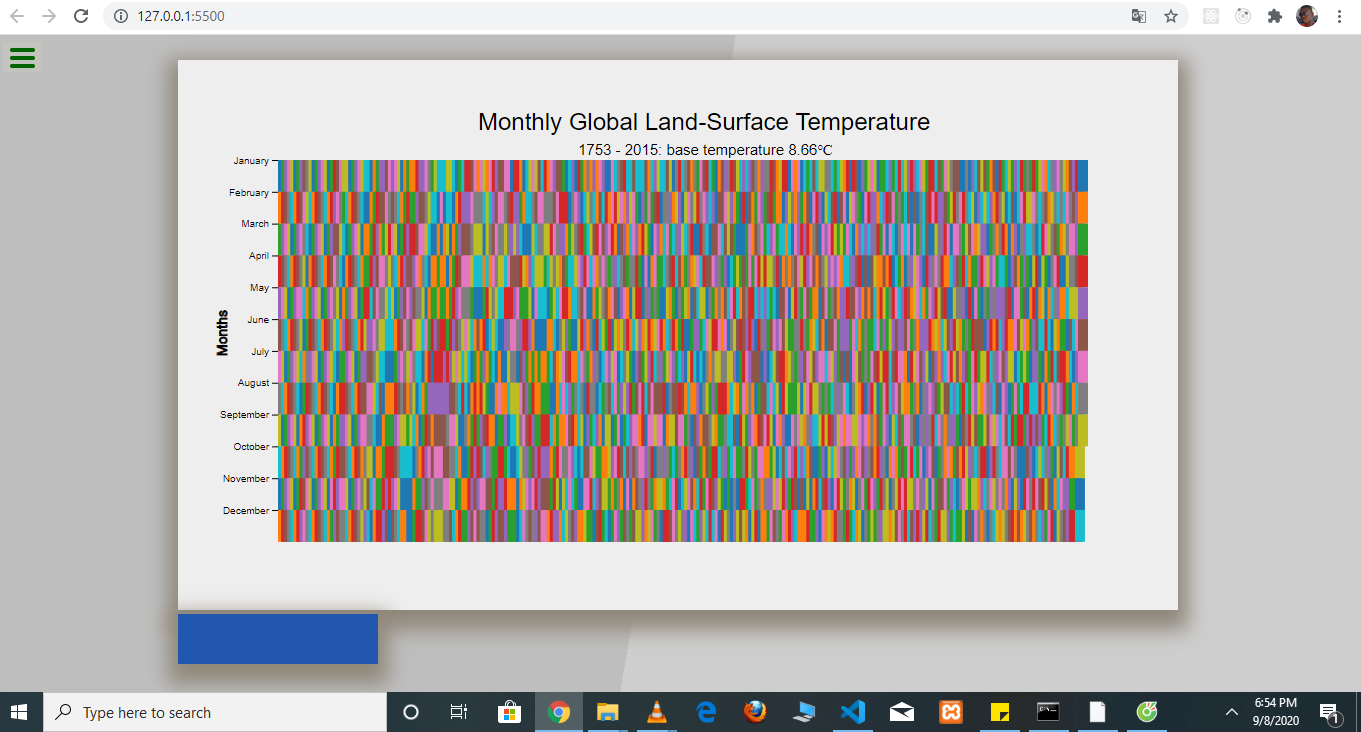 127.0.0.1:5500
Monthly Global Land-Surface Temperature
1753 - 2015: base temperature 8.66℃
January
February
March
April
May
June
July
August
September
October
November
December
Months
Type here to search
6:54 PM
9/8/2020
1